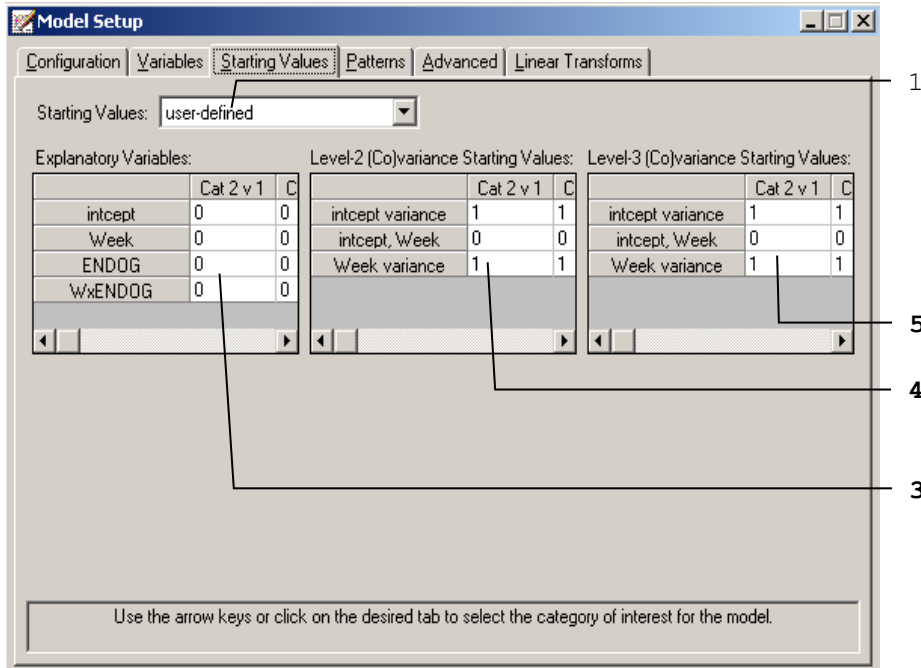 Model Setup
Configuration Variables Starting Values Patterns Advanced Linear Transforms
1
Starting Values: user-defined
Explanatory Variables: Level-2 (Co)variance Starting Values: Level-3 (Co)variance Starting Values:
Cat 2 v 1 C Cat 2 v 1 C Cat 2 v 1 C
intcept 0 0 intcept variance 1 1 intcept variance 1 1
Week 0 0 intcept, Week 0 0 intcept, Week 0 0
ENDOG 0 0 Week variance 1 1 Week variance 1 1
WxENDOG 0 0
5
4
3
Use the arrow keys or click on the desired tab to select the category of interest for the model.